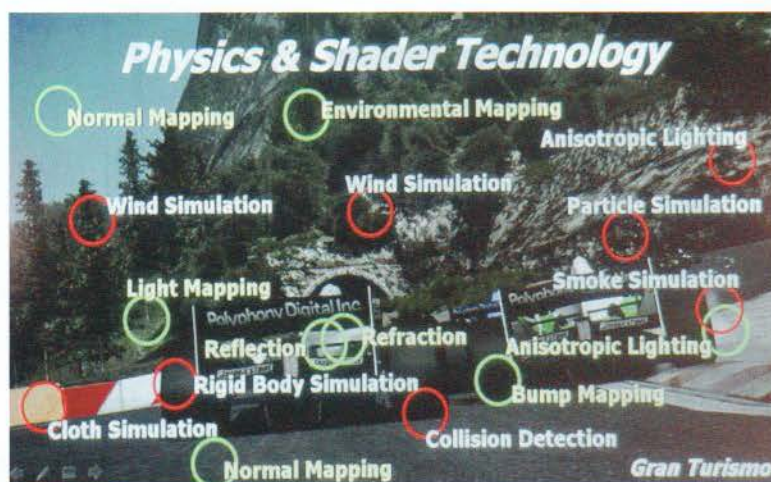 Physics & Shader Technology
Normal Mapping
Environmental Mapping
Anisotropic Lighting
Wind Simulation
Wind Simulation
Particle Simulation
Light Mapping
Smoke Simulation
Polyphony Digital Inc.
Polyphony
Reflection
Refraction
Anisotropic Lighting
Rigid Body Simulation
Bump Mapping
Cloth Simulation
Collision Detection
Normal Mapping
Gran Turismo